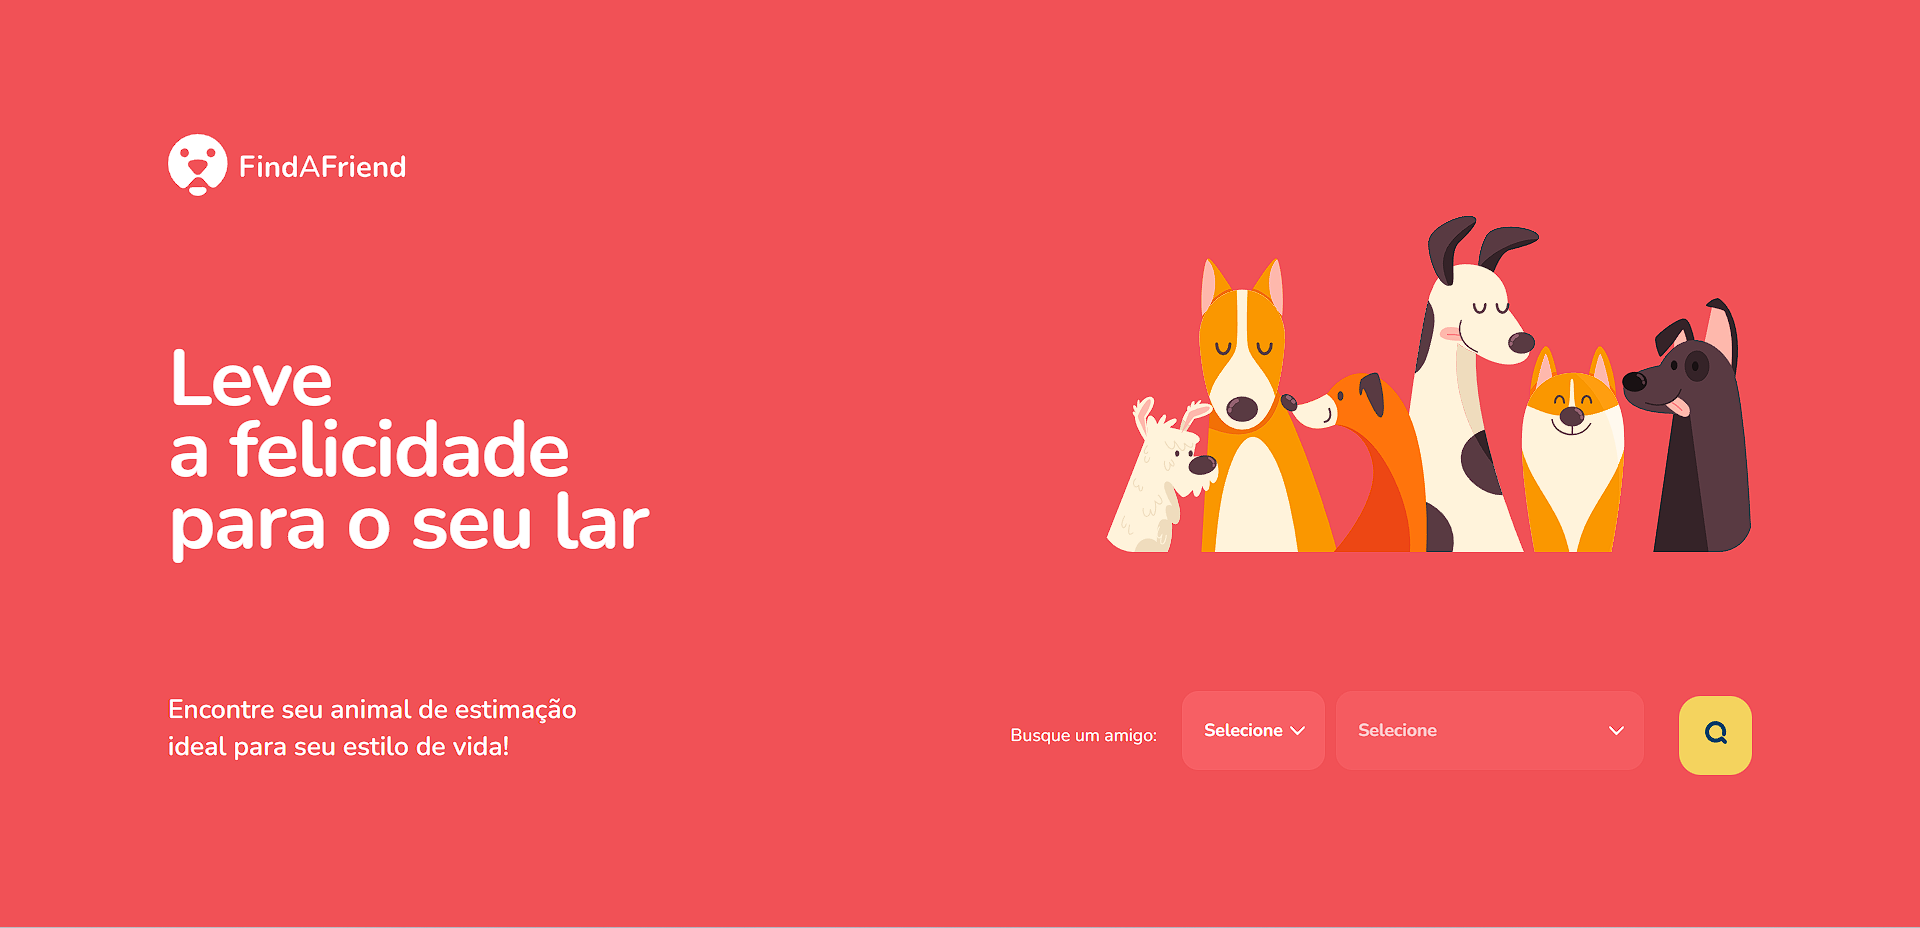 FindAFriend
Leve
a felicidade
para o seu lar
Encontre seu animal de estimação
ideal para seu estilo de vida!
Busque um amigo:
Selecione
Selecione